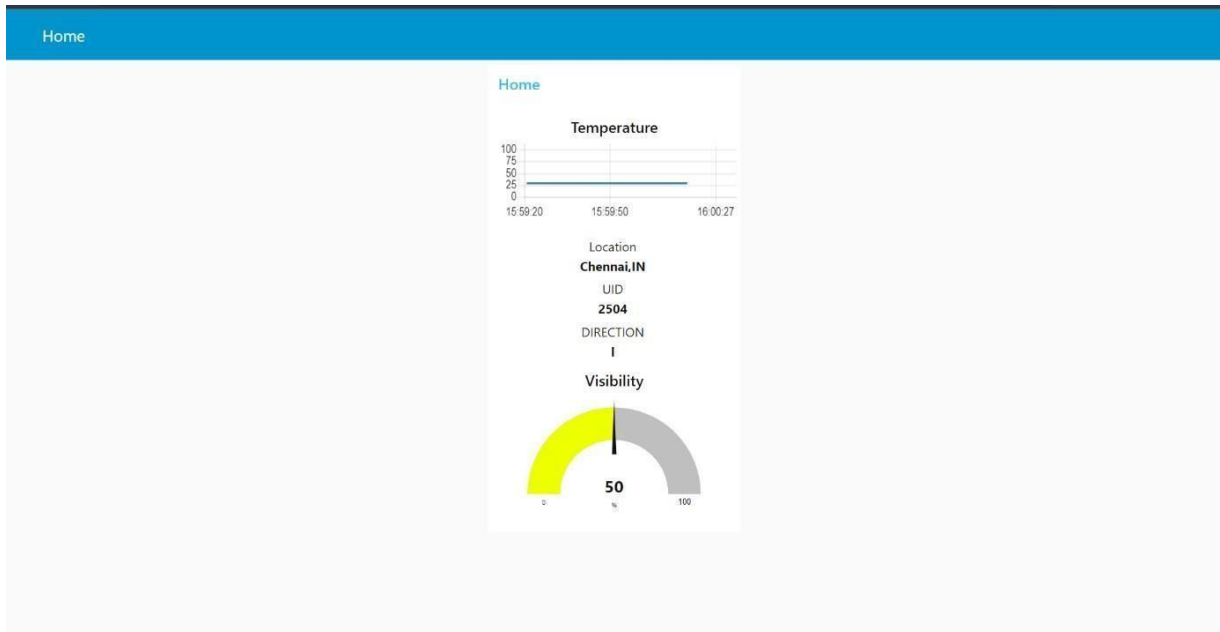 Home
Home
Temperature
100
75
50
25
0
15:59:20 15:59:50 16:00:27
Location
Chennai,IN
UID
2504
DIRECTION
I
Visibility
50
0 % 100